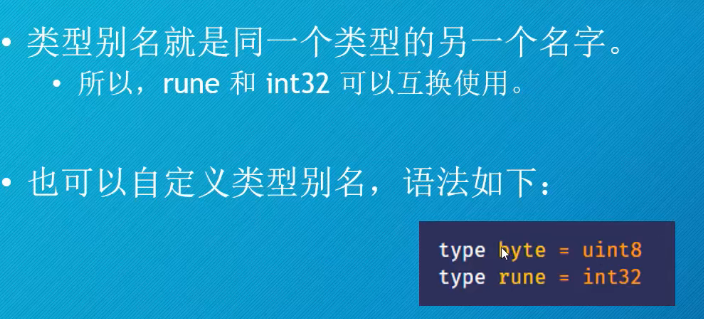 • 类型别名就是同一个类型的另一个名字。
• 所以，rune 和 int32 可以互换使用。
• 也可以自定义类型别名，语法如下：
type byte = uint8
type rune = int32